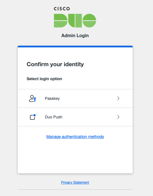 CISCO
DUO
Admin Login
Confirm your identity
Select login option
Passkey
Duo Push
Manage authentication methods
Privacy Statement